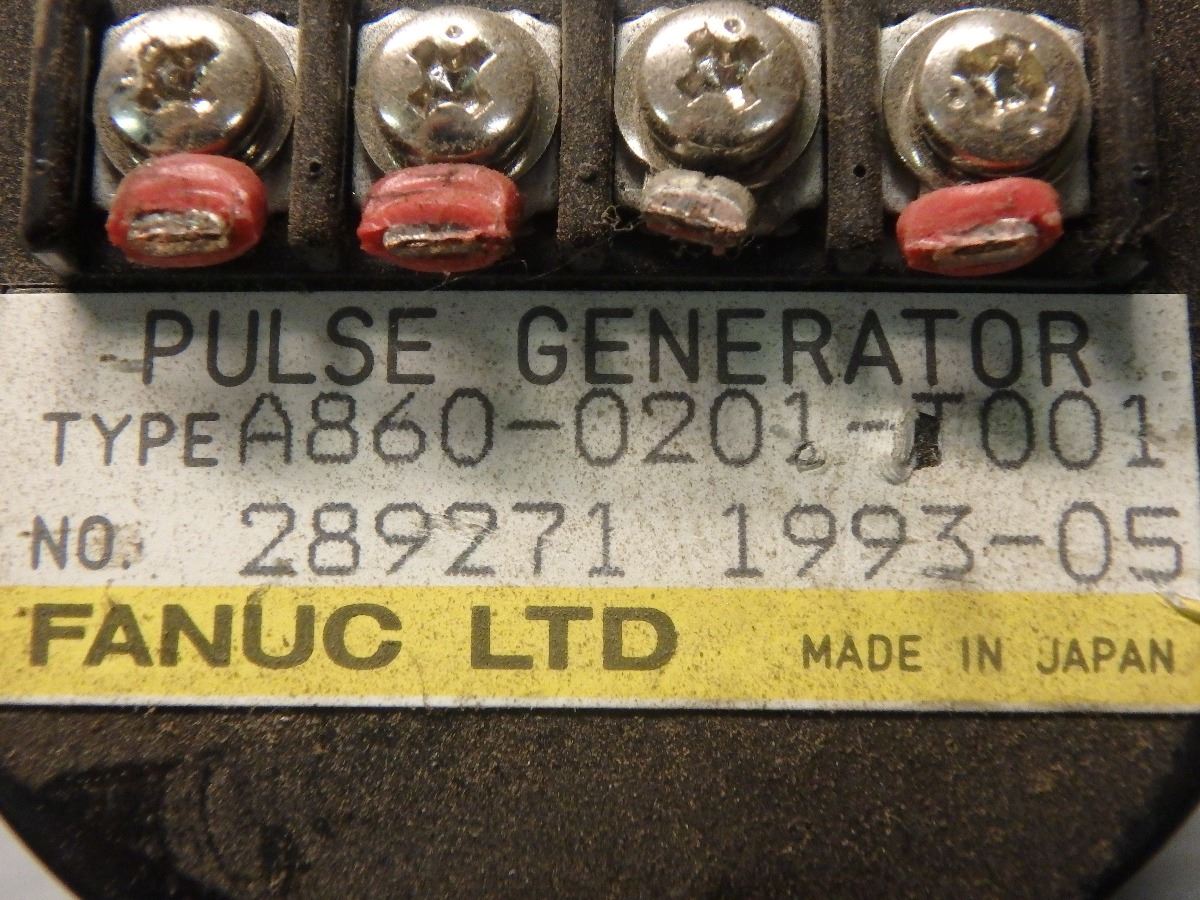 PULSE GENERATOR
TYPE A860-0201-T001
NO. 289271 1993-05
FANUC LTD MADE IN JAPAN